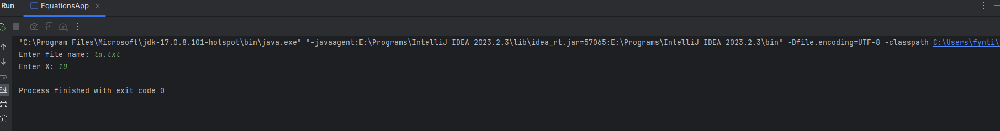 Run EquationsApp
"C:\Program Files\Microsoft\jdk-17.0.8.101-hotspot\bin\java.exe" "-javaagent:E:\Programs\IntelliJ IDEA 2023.2.3\lib\idea_rt.jar=57065:E:\Programs\IntelliJ IDEA 2023.2.3\bin" -Dfile.encoding=UTF-8 -classpath C:\Users\fynti\
Enter file name: la.txt
Enter X: 10
Process finished with exit code 0